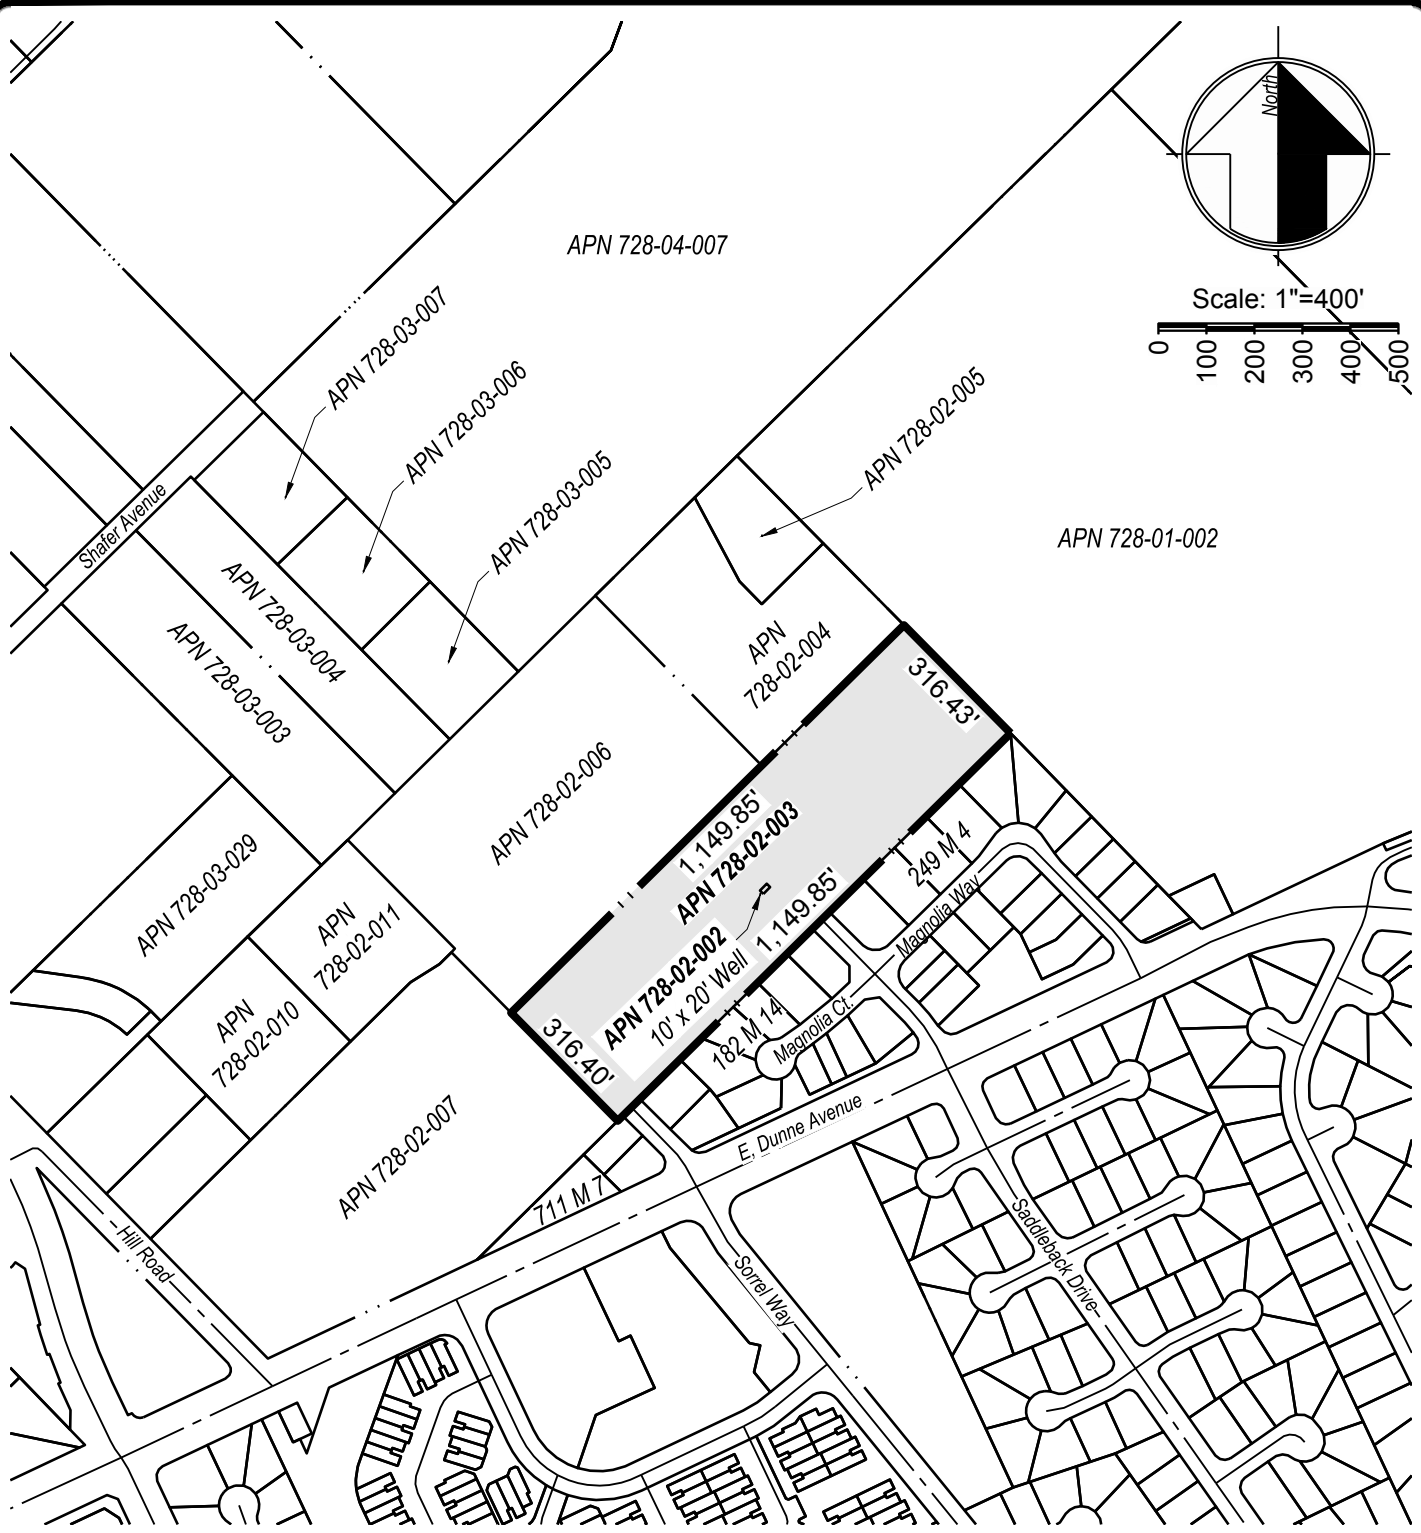 North
Scale: 1"=400'
0
100
200
300
400
500
APN 728-04-007
APN 728-03-007
APN 728-03-006
APN 728-03-005
APN 728-02-005
APN 728-01-002
Shafer Avenue
APN 728-03-004
APN 728-03-003
APN
728-02-004
316.43'
APN 728-02-006
1,149.85'
APN 728-02-003
APN 728-03-029
APN
728-02-011
APN
728-02-010
249 M 4
Magnolia Way
1,149.85'
APN 728-02-002
10' x 20' Well
316.40'
182 M 14
Magnolia Ct.
E. Dunne Avenue
APN 728-02-007
711 M 7
Hill Road
Sorrel Way
Saddleback Drive